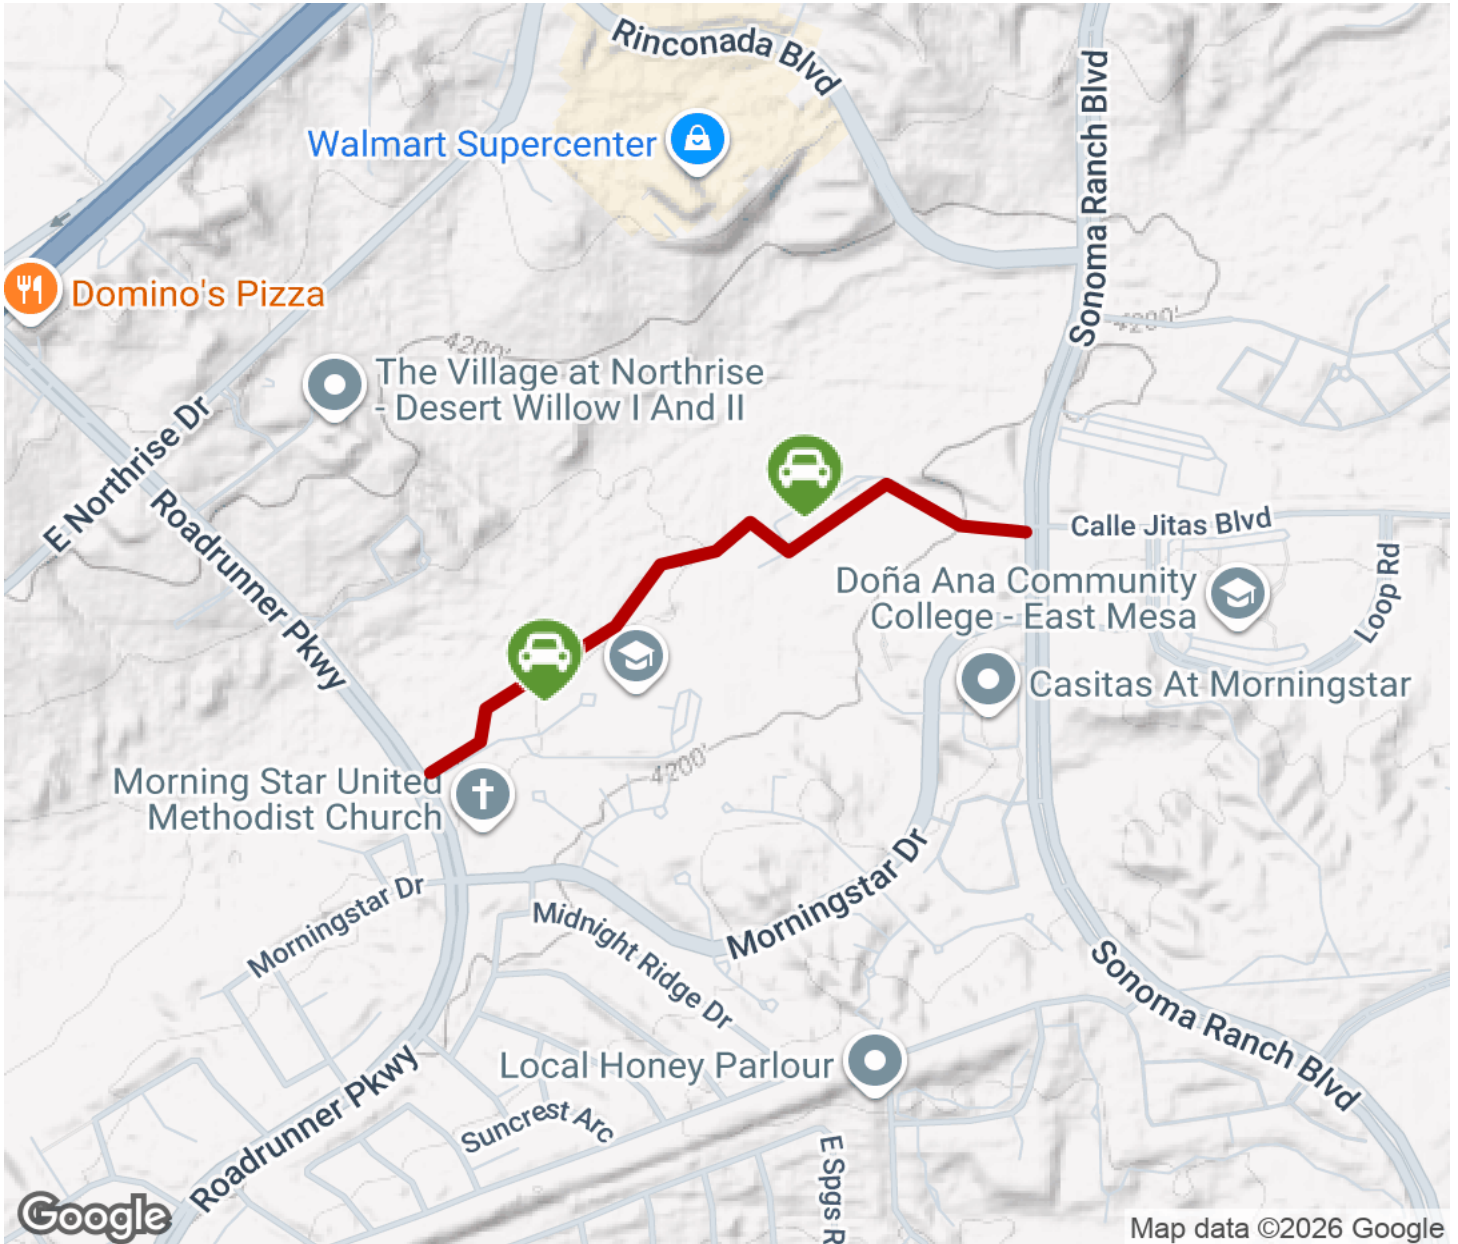 Rinconada Blvd
Sonoma Ranch Blvd
Walmart Supercenter
Domino's Pizza
4200'
4200'
The Village at Northrise
- Desert Willow I And II
E Northrise Dr
Roadrunner Pkwy
Calle Jitas Blvd
Doña Ana Community
College - East Mesa
Loop Rd
Casitas At Morningstar
4200'
Morning Star United
Methodist Church
Morningstar Dr
Morningstar Dr
Midnight Ridge Dr
Sonoma Ranch Blvd
Local Honey Parlour
Roadrunner Pkwy
Suncrest Arc
E Spgs R
Google
Map data ©2026 Google